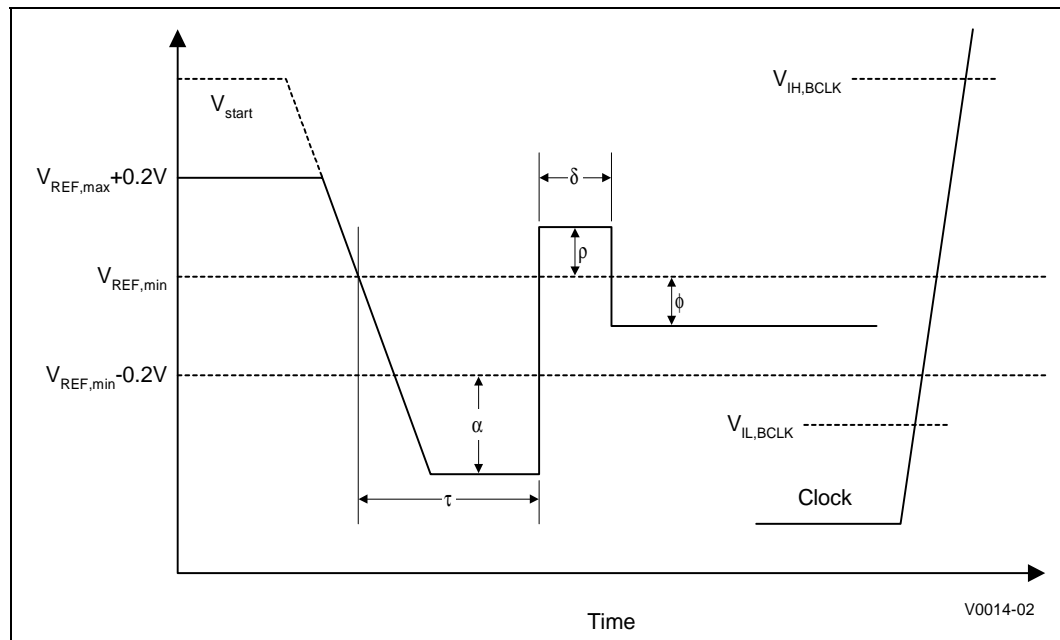 V_IH,BCLK
V_start
V_REF,max+0.2V
δ
ρ
V_REF,min
ϕ
V_REF,min-0.2V
α
V_IL,BCLK
τ
Clock
Time
V0014-02